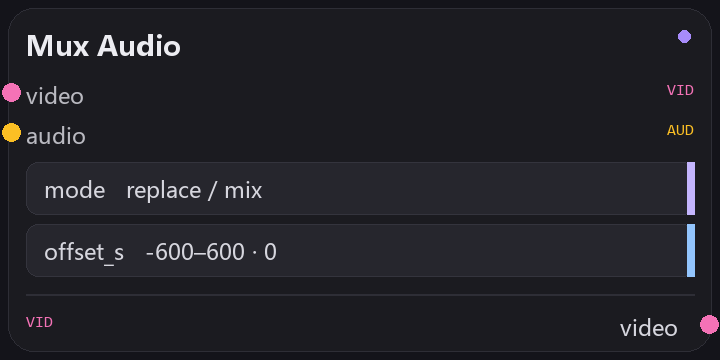 Mux Audio
video VID
audio AUD
mode replace / mix
offset_s -600–600 · 0
VID video